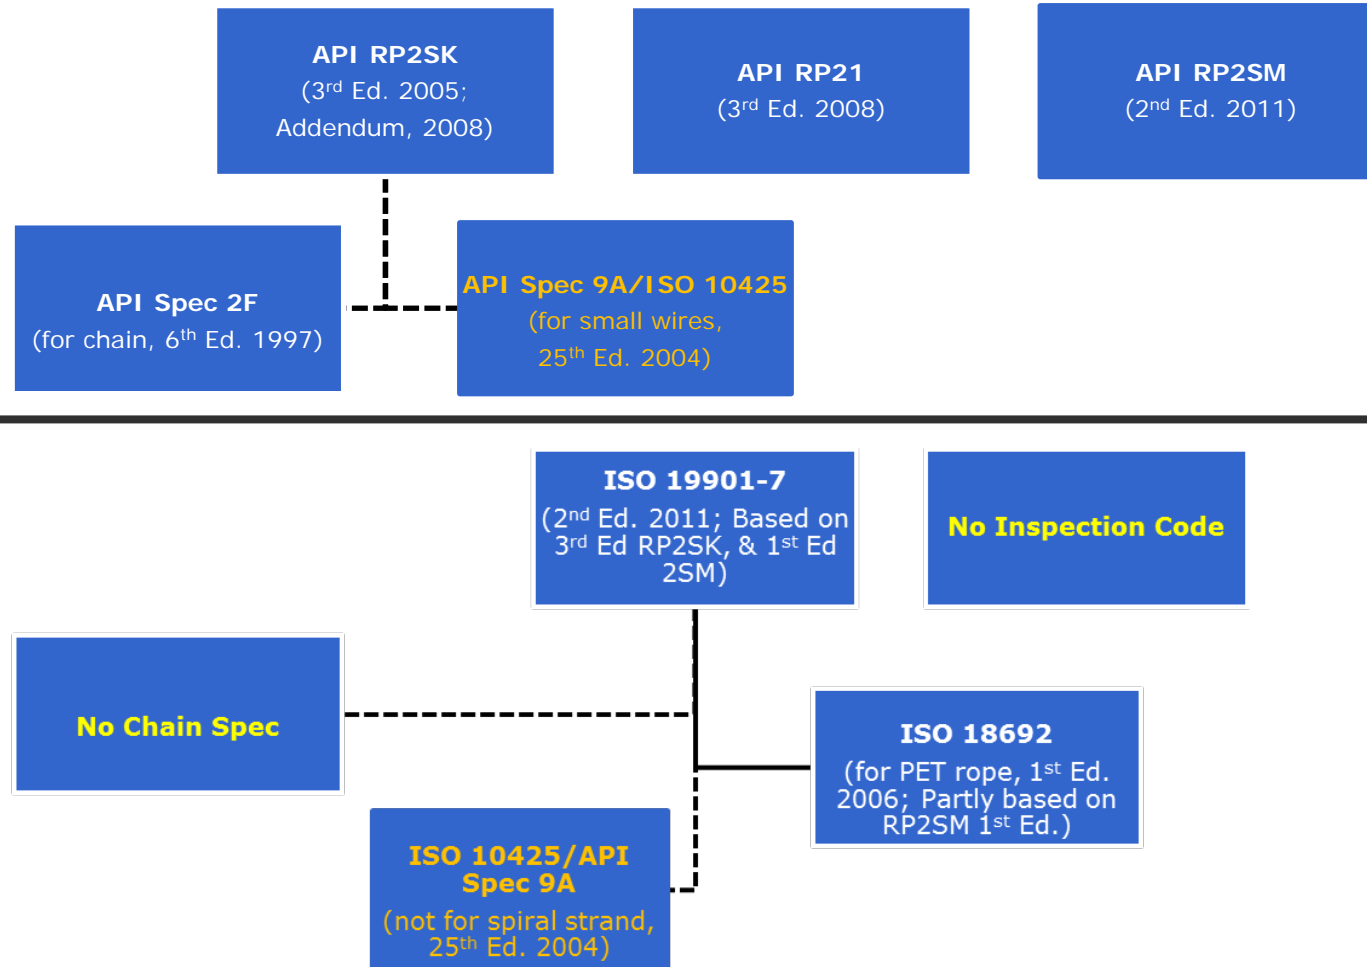 API RP2SK
(3rd Ed. 2005;
Addendum, 2008)
API RP21
(3rd Ed. 2008)
API RP2SM
(2nd Ed. 2011)
API Spec 2F
(for chain, 6th Ed. 1997)
API Spec 9A/ISO 10425
(for small wires,
25th Ed. 2004)
ISO 19901-7
(2nd Ed. 2011; Based on
3rd Ed RP2SK, & 1st Ed
2SM)
No Inspection Code
No Chain Spec
ISO 18692
(for PET rope, 1st Ed.
2006; Partly based on
RP2SM 1st Ed.)
ISO 10425/API
Spec 9A
(not for spiral strand,
25th Ed. 2004)